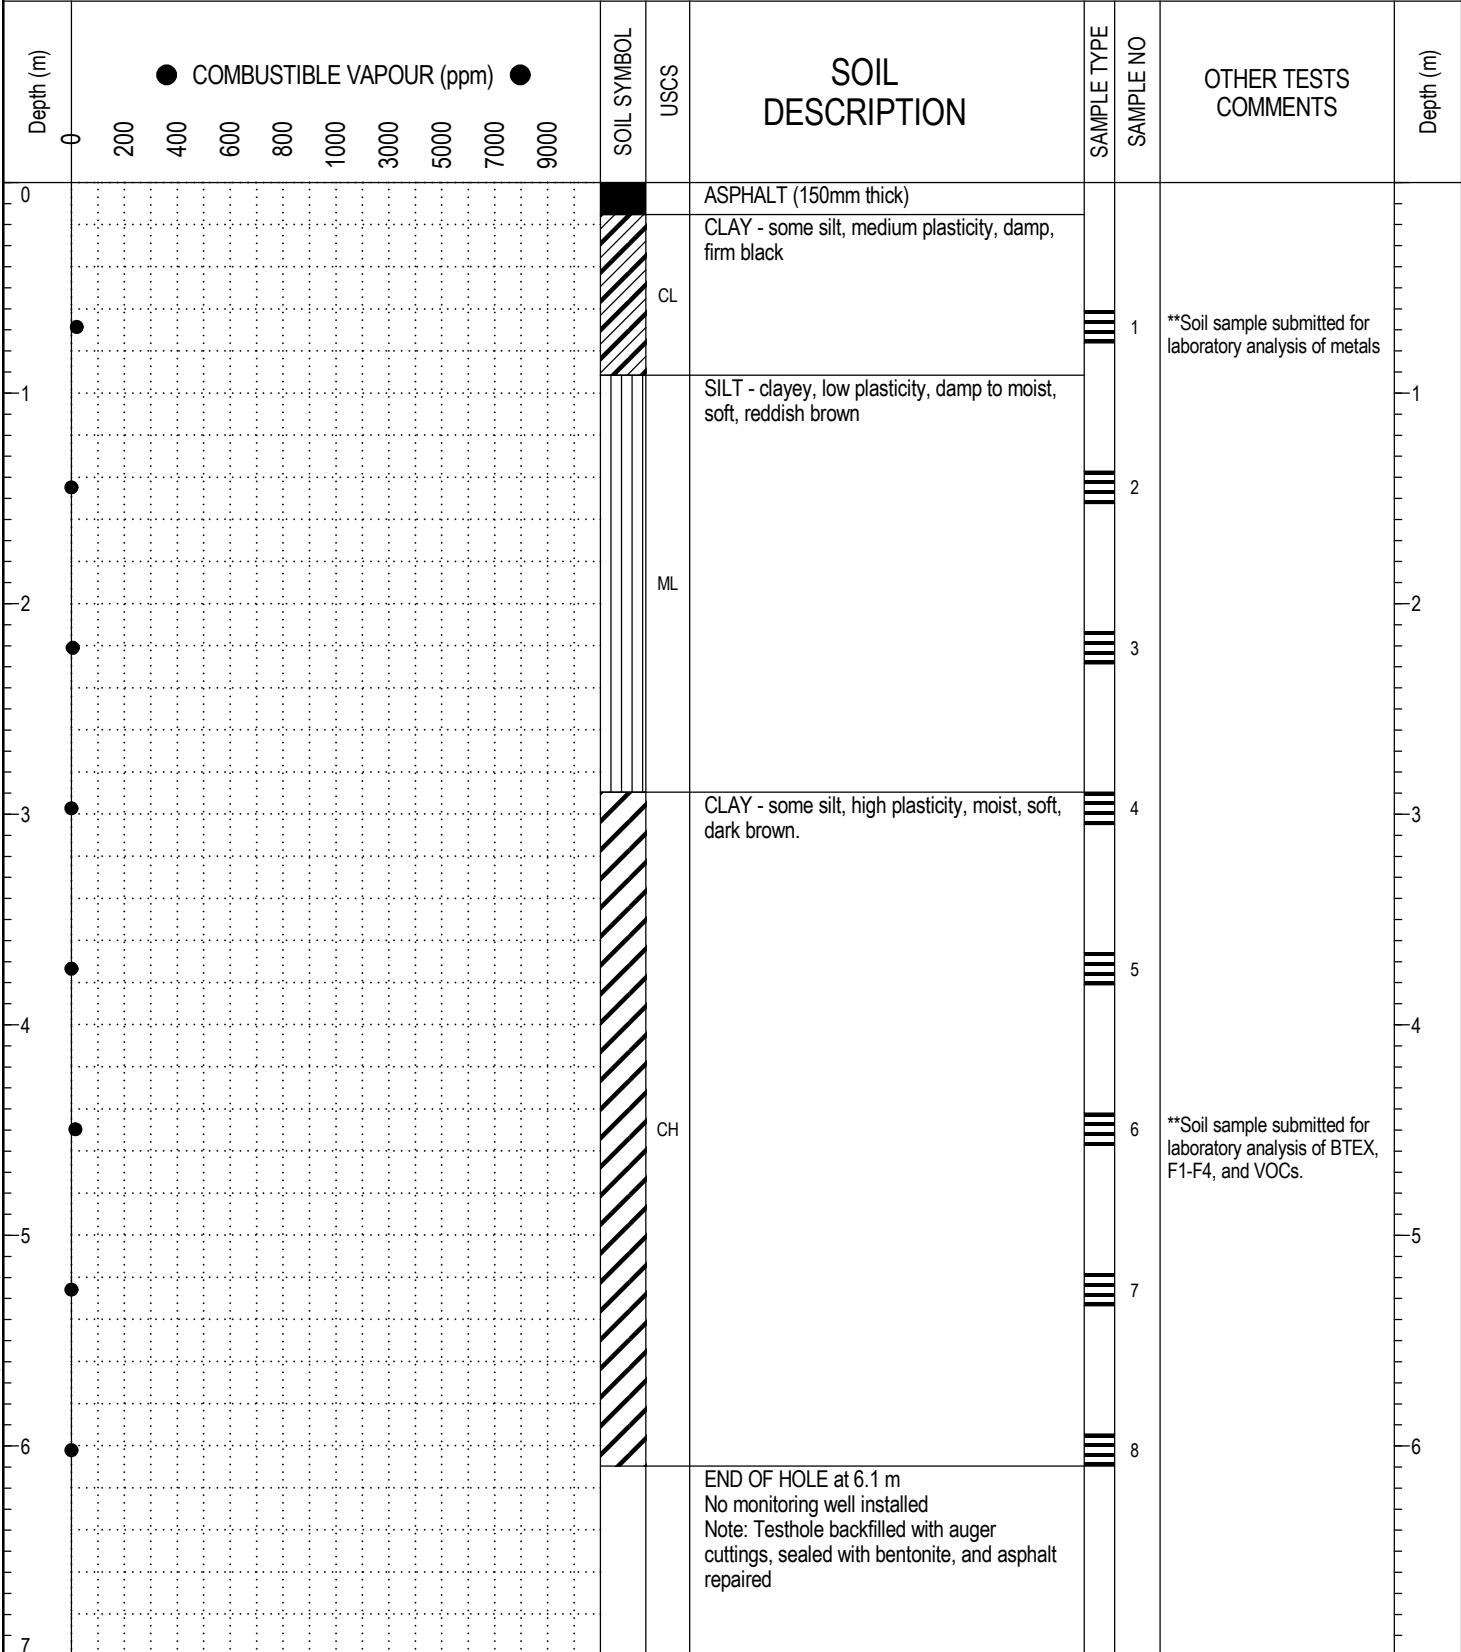 Depth (m)
● COMBUSTIBLE VAPOUR (ppm) ●
0 200 400 600 800 1000 3000 5000 7000 9000
SOIL SYMBOL
USCS
SOIL
DESCRIPTION
SAMPLE TYPE
SAMPLE NO
OTHER TESTS
COMMENTS
Depth (m)
0
ASPHALT (150mm thick)
CLAY - some silt, medium plasticity, damp,
firm black
CL
1
**Soil sample submitted for
laboratory analysis of metals
1
SILT - clayey, low plasticity, damp to moist,
soft, reddish brown
1
2
ML
2
2
3
CLAY - some silt, high plasticity, moist, soft,
dark brown.
4
3
3
5
4
4
CH
6
**Soil sample submitted for
laboratory analysis of BTEX,
F1-F4, and VOCs.
5
5
7
6
8
6
END OF HOLE at 6.1 m
No monitoring well installed
Note: Testhole backfilled with auger
cuttings, sealed with bentonite, and asphalt
repaired
7